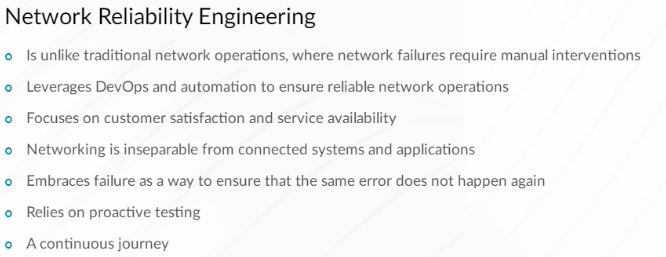 Network Reliability Engineering
Is unlike traditional network operations, where network failures require manual interventions
Leverages DevOps and automation to ensure reliable network operations
Focuses on customer satisfaction and service availability
Networking is inseparable from connected systems and applications
Embraces failure as a way to ensure that the same error does not happen again
Relies on proactive testing
A continuous journey